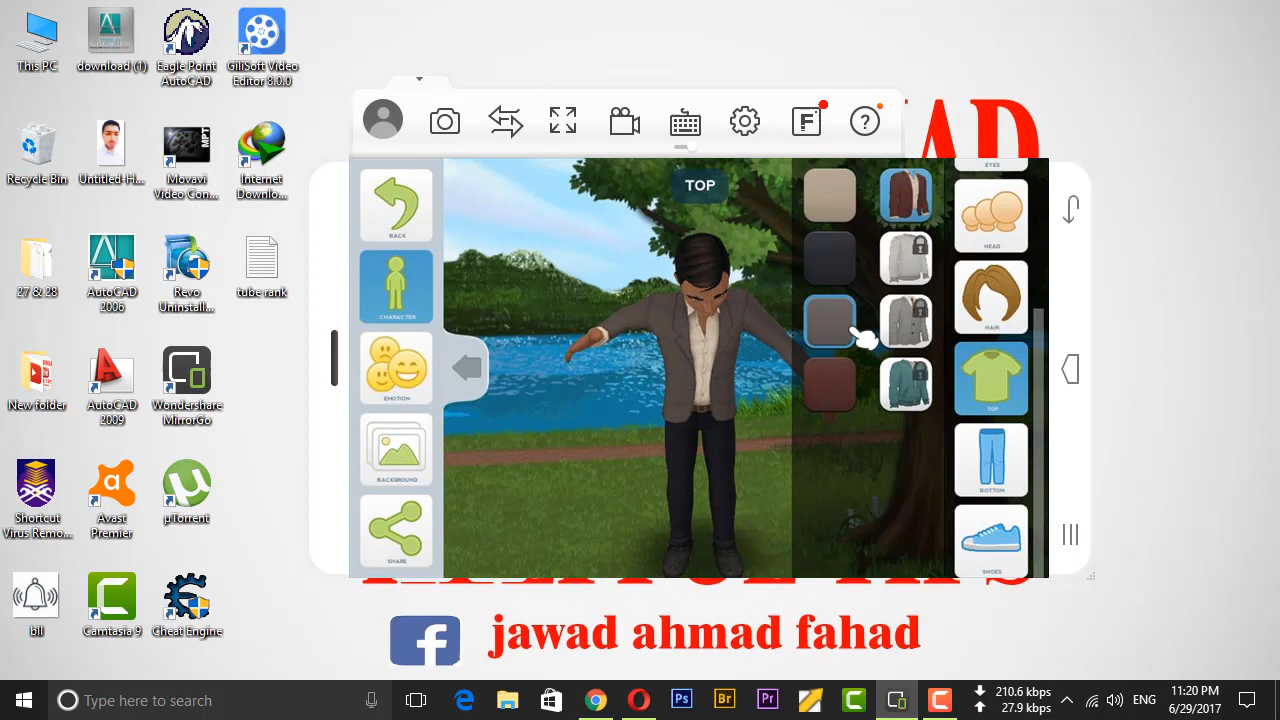 This PC
download (1)
Eagle Point
AutoCAD
GiliSoft Video
Editor 8.0.0
Recycle Bin
Untitled-H...
Movavi
Video Con...
Internet
Downlo...
27 & 28
AutoCAD
2006
Revo
Uninstall...
tube rank
New folder
AutoCAD
2009
Wondershare
MirrorGo
Shortcut
Virus Remo...
Avast
Premier
µTorrent
bll
Camtasia 9
Cheat Engine
F
?
TOP
BACK
CHARACTER
EMOTION
BACKGROUND
SHARE
EYES
HEAD
HAIR
TOP
BOTTOM
SHOES
jawad ahmad fahad
Type here to search
Ps
Br
Pr
210.6 kbps
27.9 kbps
ENG
11:20 PM
6/29/2017